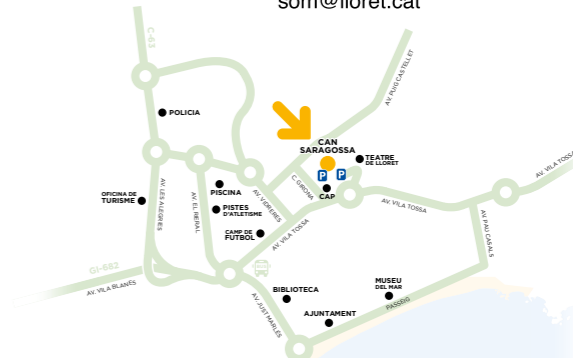 som@lloret.cat
C-63
AV. PUIG CASTELLET
POLICIA
CAN
SARAGOSSA
TEATRE
DE LLORET
P
P
C. GIRONA
CAP
AV. VILA TOSSA
AV. VILA TOSSA
OFICINA DE
TURISME
AV. LES ALEGRIES
AV. EL RIERAL
PISCINA
PISTES
D'ATLETISME
AV. VIDRERES
CAMP DE
FUTBOL
AV. VILA TOSSA
AV. PAU CASALS
GI-682
AV. VILA BLANES
BIBLIOTECA
MUSEU
DEL MAR
AV. JUST MARLÈS
AJUNTAMENT
PASSEIG